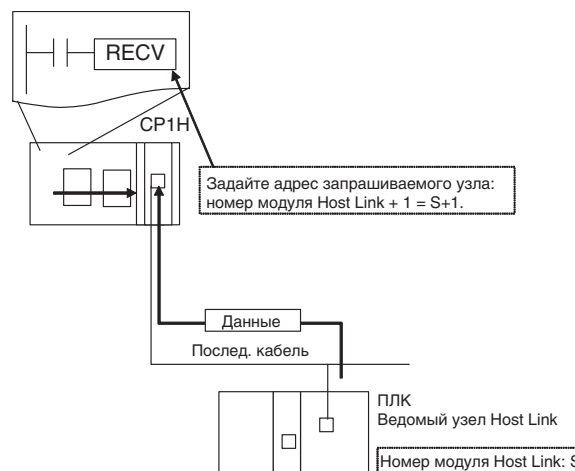 RECV
CP1H
Задайте адрес запрашиваемого узла:
номер модуля Host Link + 1 = S+1.
Данные
Послед. кабель
ПЛК
Ведомый узел Host Link
Номер модуля Host Link: S